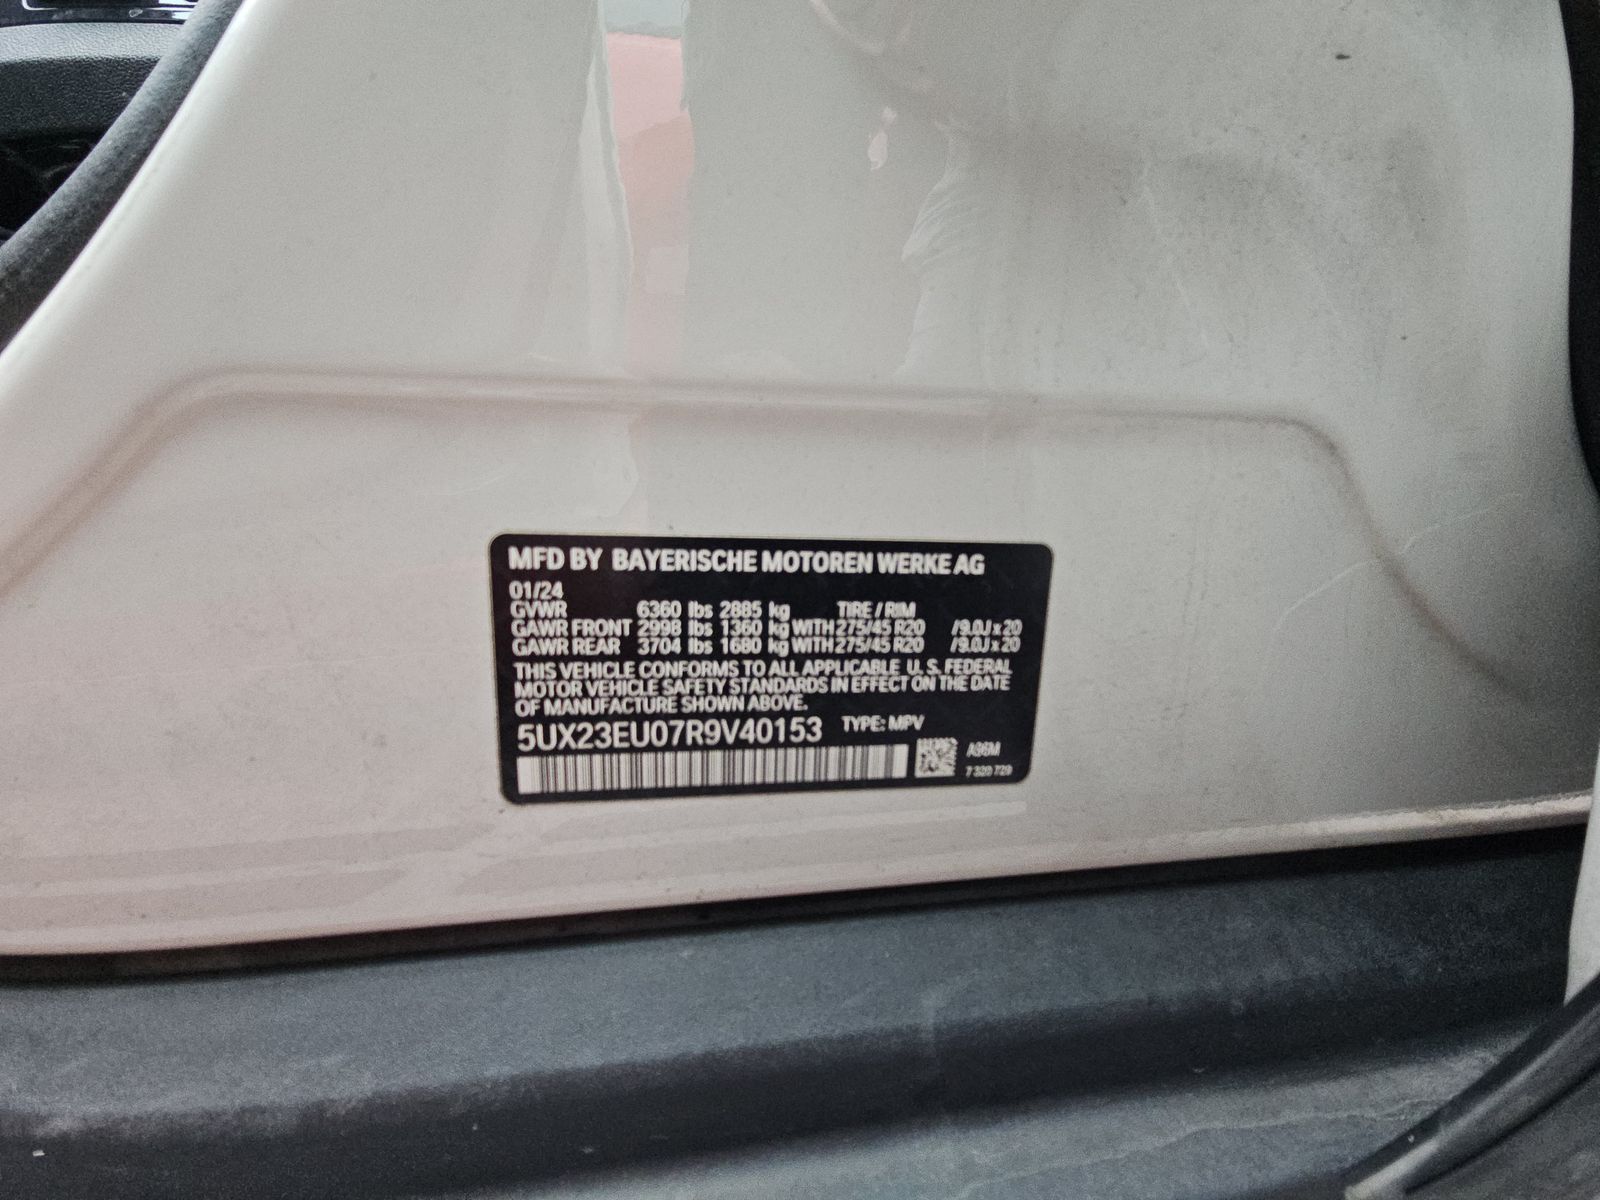 MFD BY BAYERISCHE MOTOREN WERKE AG
01/24
GVWR 6360 lbs 2885 kg TIRE / RIM
GAWR FRONT 2998 lbs 1360 kg WITH 275/45 R20 /9.0J x 20
GAWR REAR 3704 lbs 1680 kg WITH 275/45 R20 /9.0J x 20
THIS VEHICLE CONFORMS TO ALL APPLICABLE U. S. FEDERAL
MOTOR VEHICLE SAFETY STANDARDS IN EFFECT ON THE DATE
OF MANUFACTURE SHOWN ABOVE.
5UX23EU07R9V40153 TYPE: MPV